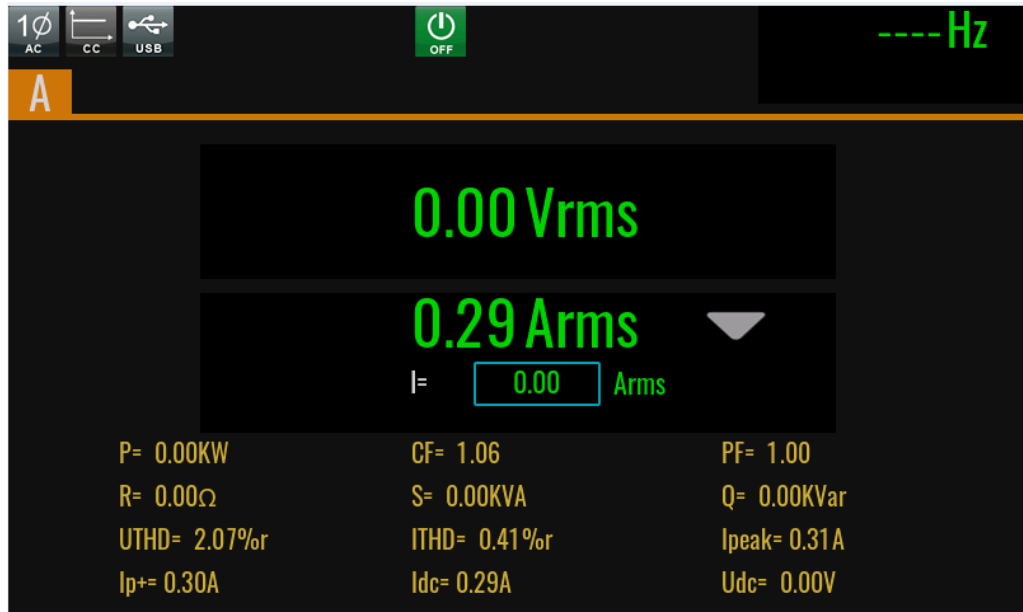 1Ø AC CC USB OFF ----Hz
A
0.00 Vrms
0.29 Arms
I= 0.00 Arms
P= 0.00KW CF= 1.06 PF= 1.00
R= 0.00Ω S= 0.00KVA Q= 0.00KVar
UTHD= 2.07%r ITHD= 0.41%r Ipeak= 0.31A
Ip+= 0.30A Idc= 0.29A Udc= 0.00V